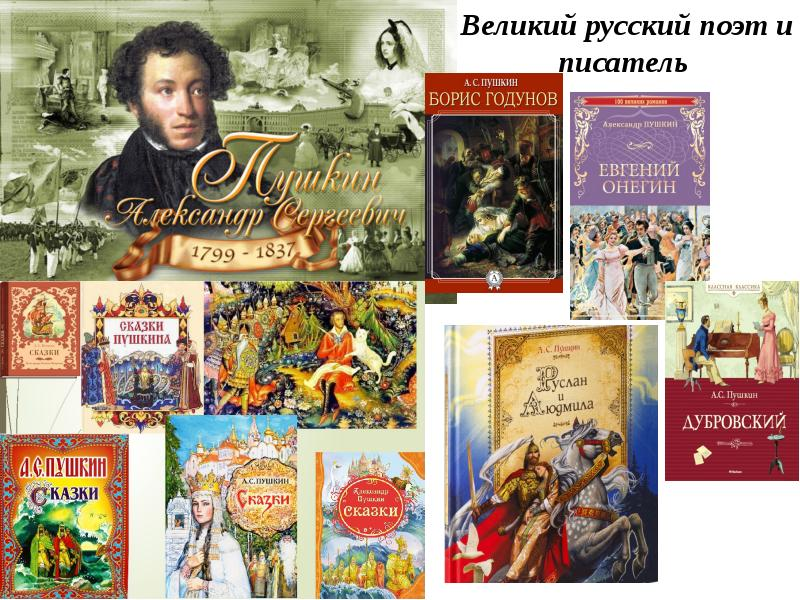 Великий русский поэт и
писатель
Пушкин
Александр Сергеевич
1799 - 1837
А. С. ПУШКИН
БОРИС ГОДУНОВ
А
100 великих романов
Александр ПУШКИН
ЕВГЕНИЙ
ОНЕГИН
СКАЗКИ
СКАЗКИ
ПУШКИНА
А.С. Пушкин
Руслан
и
Людмила
КЛАССНАЯ КЛАССИКА
А.С. Пушкин
ДУБРОВСКИЙ
А.С. ПУШКИН
СКАЗКИ
А.С. ПУШКИН
Сказки
Александр
Пушкин
СКАЗКИ